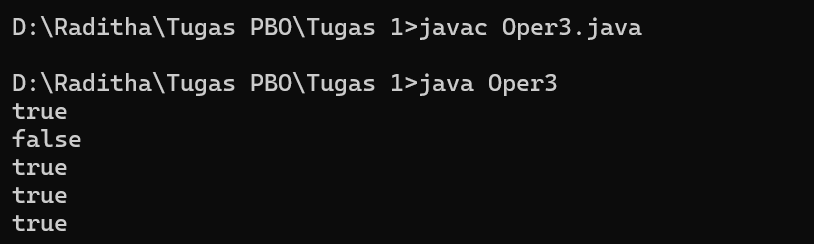 D:\Raditha\Tugas PBO\Tugas 1>javac Oper3.java
D:\Raditha\Tugas PBO\Tugas 1>java Oper3
true
false
true
true
true